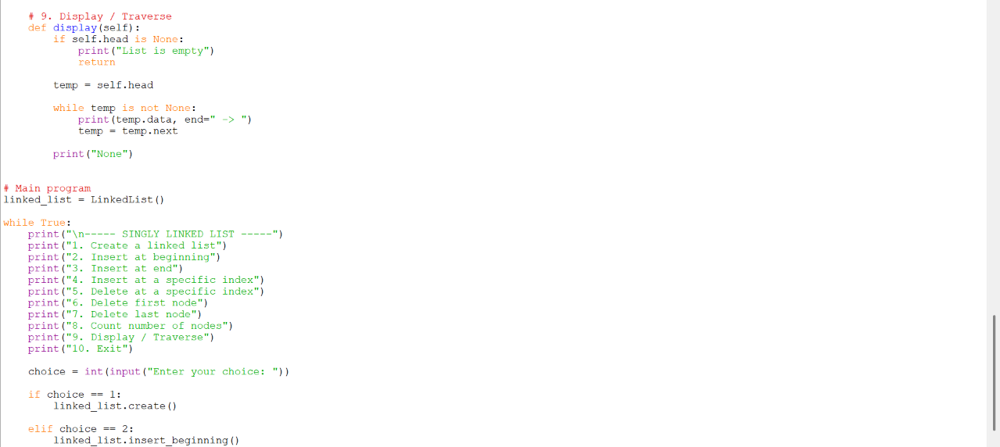 # 9. Display / Traverse
    def display(self):
        if self.head is None:
            print("List is empty")
            return
        temp = self.head
        while temp is not None:
            print(temp.data, end=" -> ")
            temp = temp.next
        print("None")
# Main program
linked_list = LinkedList()
while True:
    print("\n----- SINGLY LINKED LIST -----")
    print("1. Create a linked list")
    print("2. Insert at beginning")
    print("3. Insert at end")
    print("4. Insert at a specific index")
    print("5. Delete at a specific index")
    print("6. Delete first node")
    print("7. Delete last node")
    print("8. Count number of nodes")
    print("9. Display / Traverse")
    print("10. Exit")
    choice = int(input("Enter your choice: "))
    if choice == 1:
        linked_list.create()
    elif choice == 2:
        linked_list.insert_beginning()